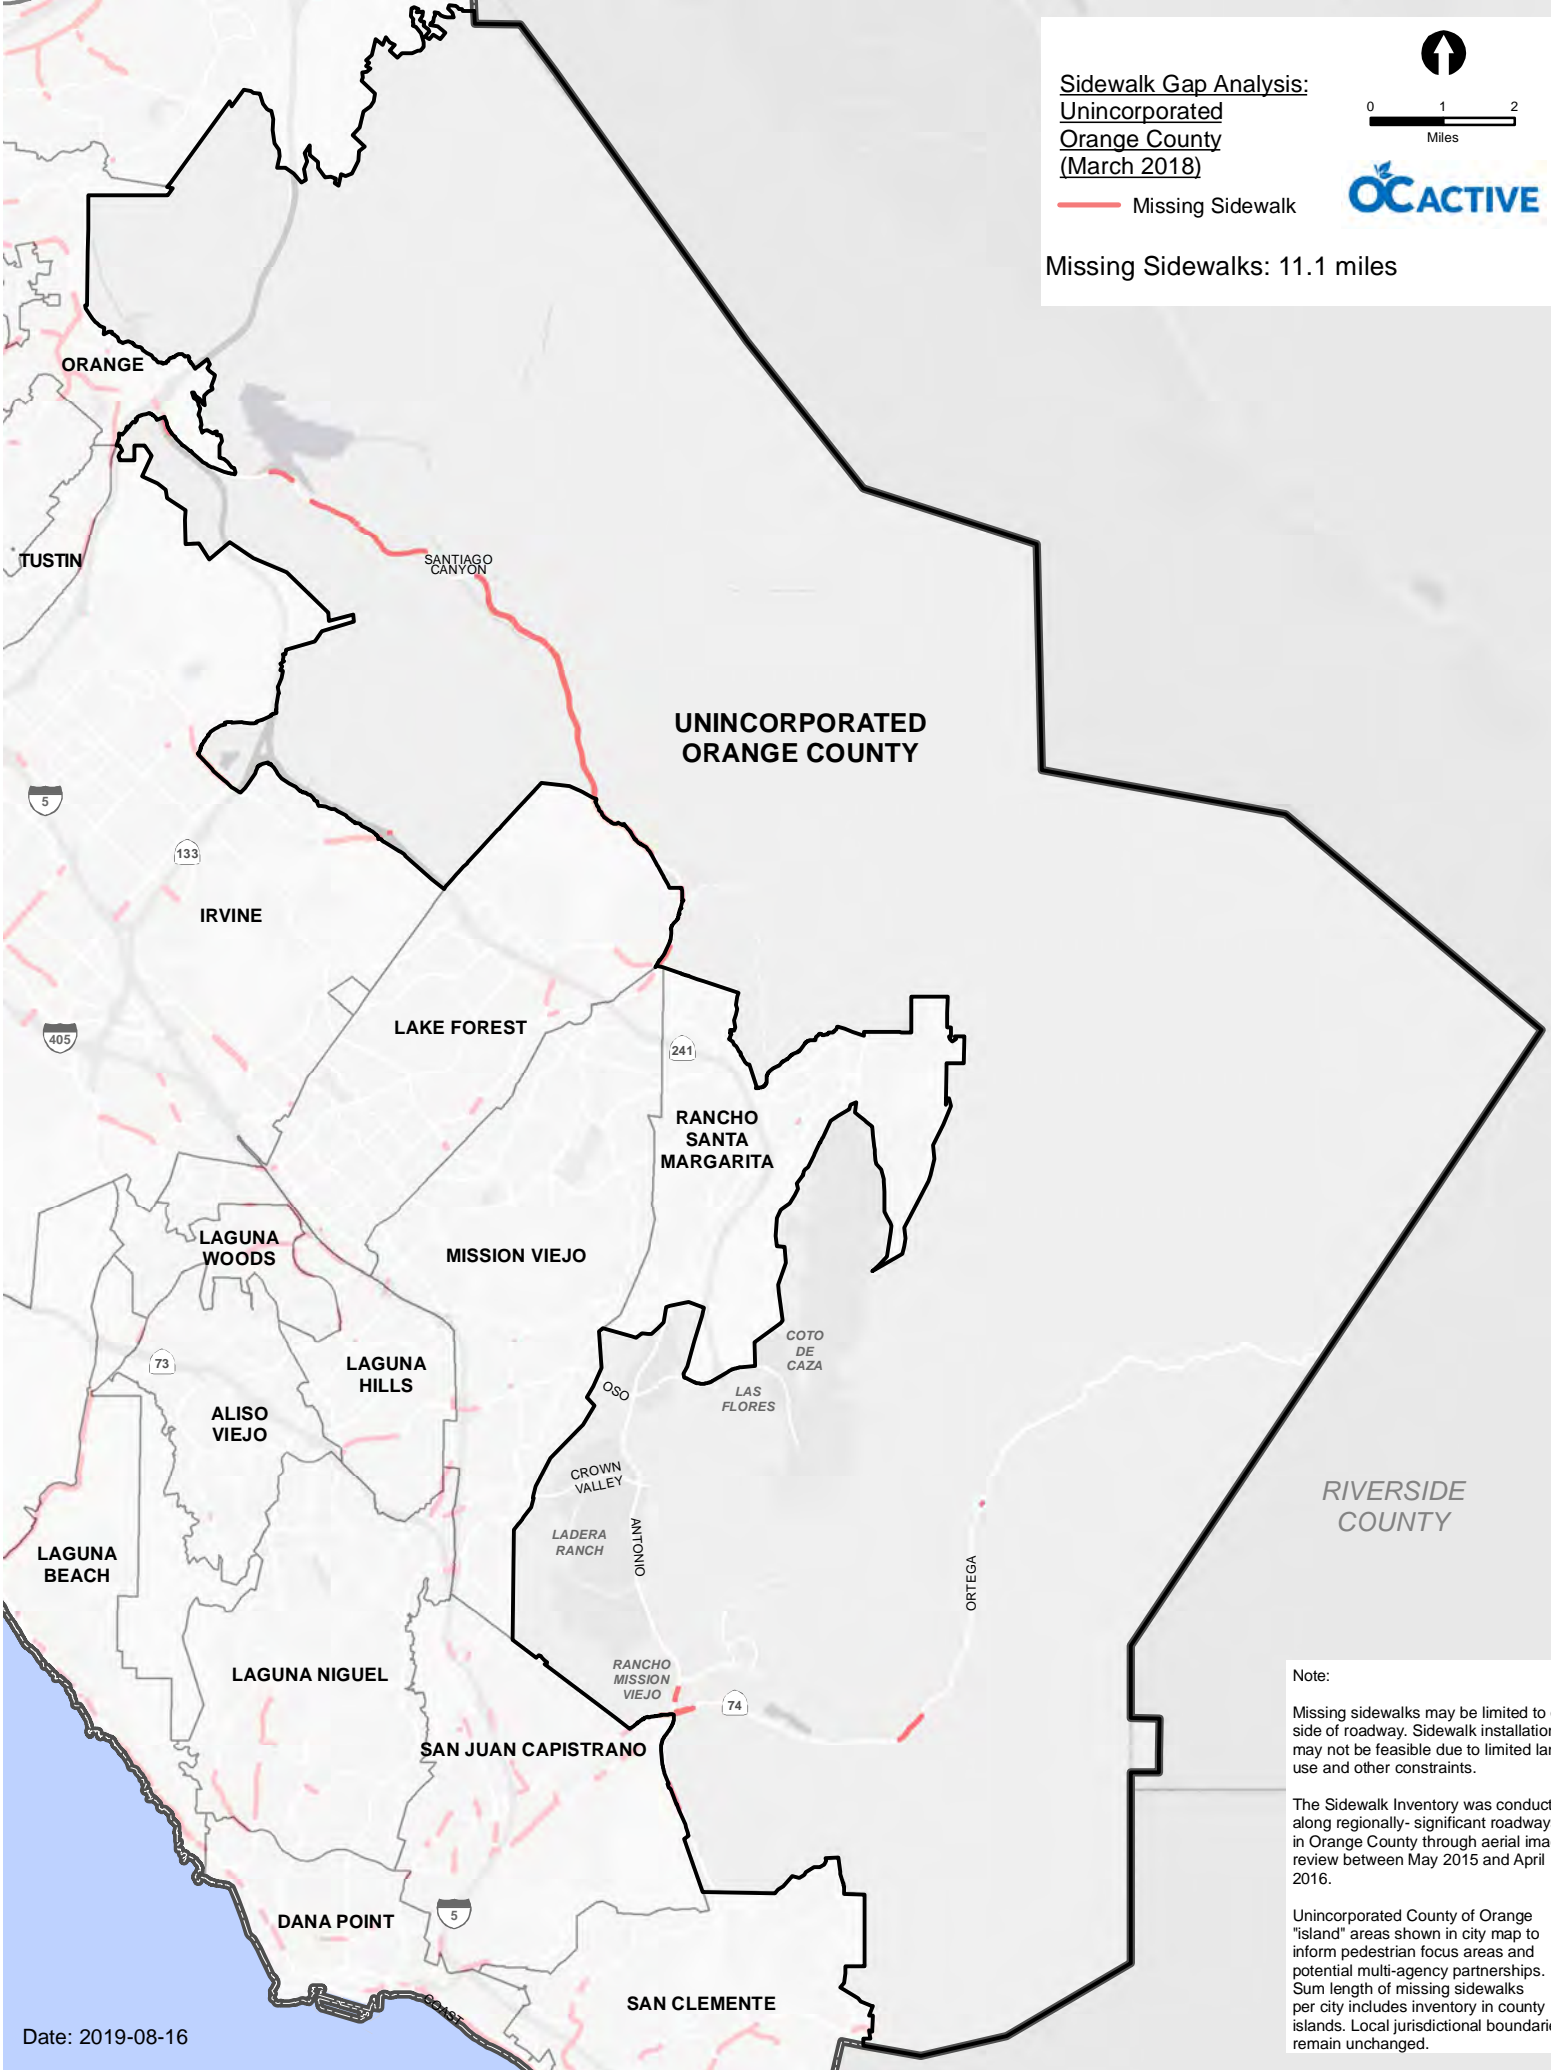 Sidewalk Gap Analysis:
Unincorporated
Orange County
(March 2018)
0 1 2
Miles
Missing Sidewalk
OC ACTIVE
Missing Sidewalks: 11.1 miles
ORANGE
TUSTIN
SANTIAGO
CANYON
UNINCORPORATED
ORANGE COUNTY
5
133
IRVINE
405
LAKE FOREST
241
RANCHO
SANTA
MARGARITA
LAGUNA
WOODS
MISSION VIEJO
73
LAGUNA
HILLS
COTO
DE
CAZA
OSO
LAS
FLORES
ALISO
VIEJO
CROWN
VALLEY
LADERA
RANCH
ANTONIO
RIVERSIDE
COUNTY
LAGUNA
BEACH
ORTEGA
LAGUNA NIGUEL
RANCHO
MISSION
VIEJO
74
SAN JUAN CAPISTRANO
DANA POINT
5
COAST
SAN CLEMENTE
Date: 2019-08-16
Note:
Missing sidewalks may be limited to
side of roadway. Sidewalk installation
may not be feasible due to limited
use and other constraints.
The Sidewalk Inventory was conduct
along regionally- significant roadway
in Orange County through aerial
review between May 2015 and April
2016.
Unincorporated County of Orange
"island" areas shown in city map to
inform pedestrian focus areas and
potential multi-agency partnerships.
Sum length of missing sidewalks
per city includes inventory in county
islands. Local jurisdictional boundarie
remain unchanged.